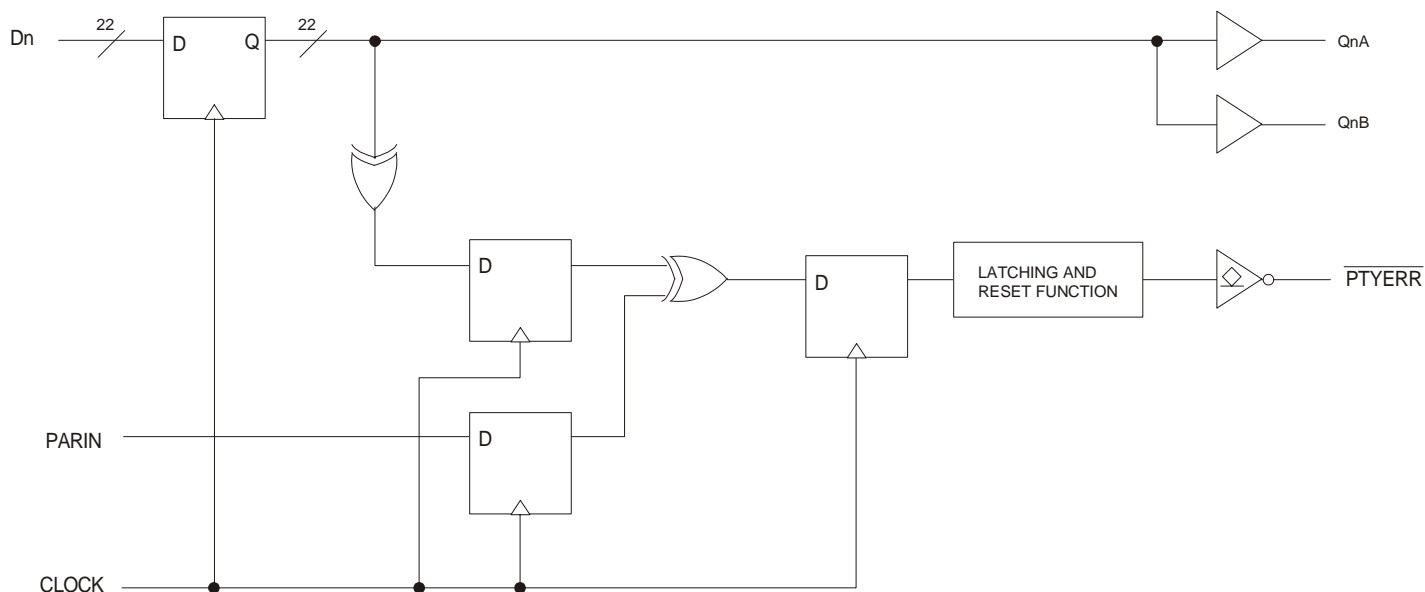 Dn
22
D
Q
22
QnA
QnB
D
D
LATCHING AND
RESET FUNCTION
PTYERR
PARIN
D
CLOCK